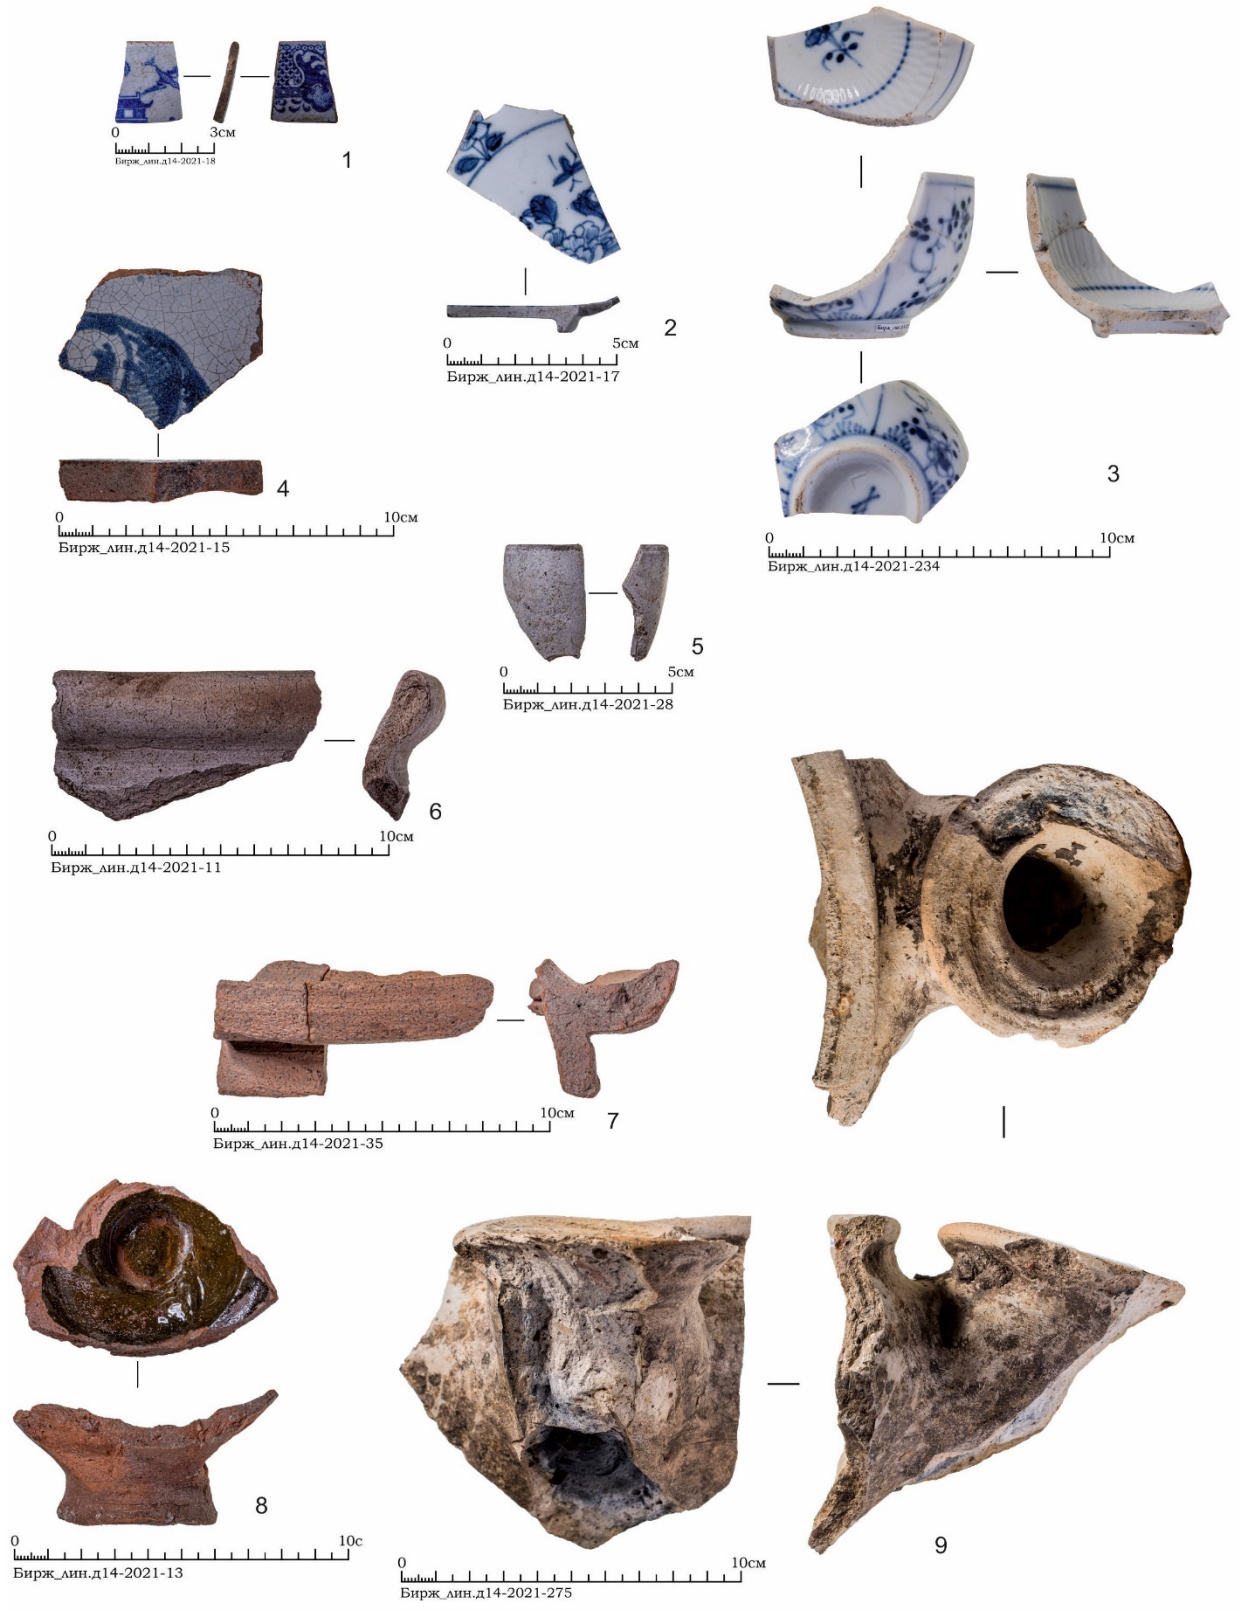 0 3см
Бирж_лин.д14-2021-18
1
0 5см
Бирж_лин.д14-2021-17
2
3
0 10см
Бирж_лин.д14-2021-234
4
0 10см
Бирж_лин.д14-2021-15
5
0 5см
Бирж_лин.д14-2021-28
6
0 10см
Бирж_лин.д14-2021-11
7
0 10см
Бирж_лин.д14-2021-35
8
0 10с
Бирж_лин.д14-2021-13
9
0 10см
Бирж_лин.д14-2021-275